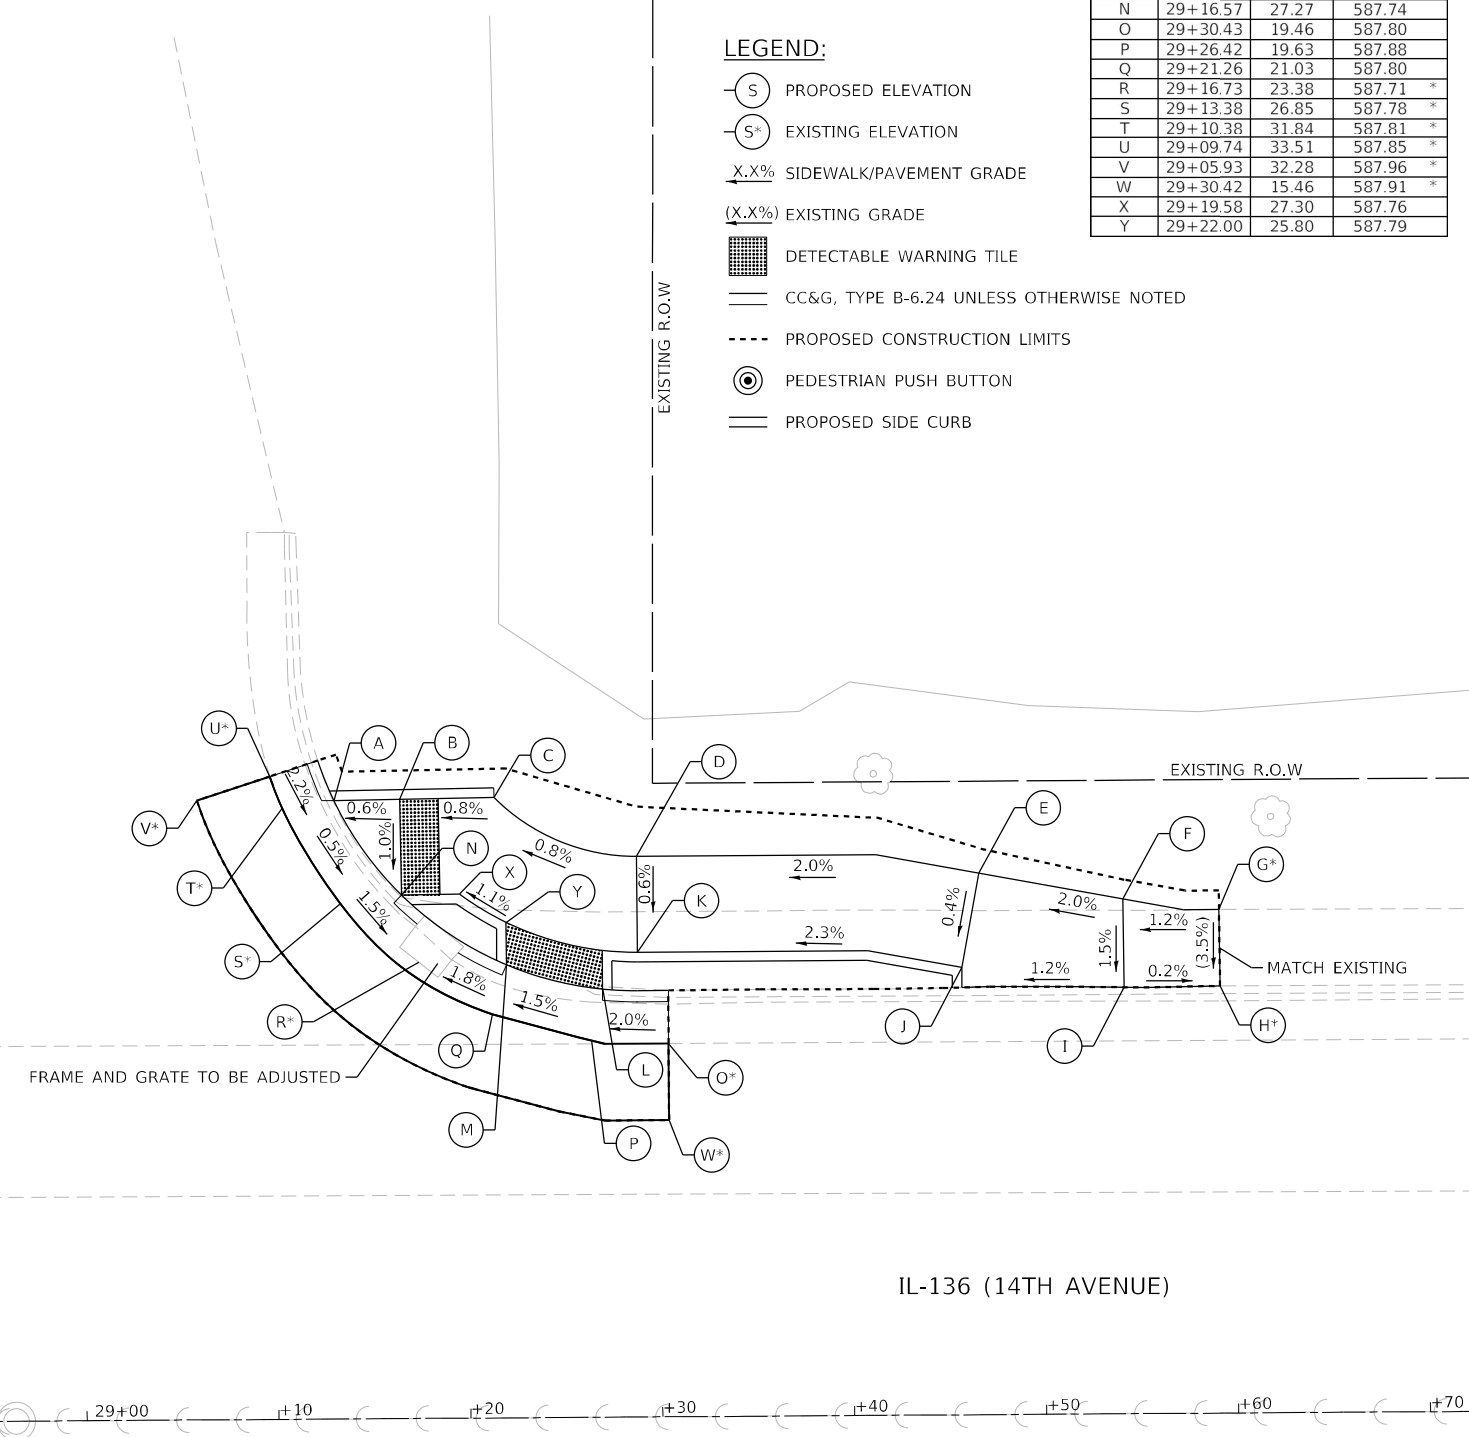 N 29+16.57 27.27 587.74
O 29+30.43 19.46 587.80
P 29+26.42 19.63 587.88
Q 29+21.26 21.03 587.80
R 29+16.73 23.38 587.71 *
S 29+13.38 26.85 587.78 *
T 29+10.38 31.84 587.81 *
U 29+09.74 33.51 587.85 *
V 29+05.93 32.28 587.96 *
W 29+30.42 15.46 587.91 *
X 29+19.58 27.30 587.76
Y 29+22.00 25.80 587.79
LEGEND:
S PROPOSED ELEVATION
S* EXISTING ELEVATION
X.X% SIDEWALK/PAVEMENT GRADE
(X.X%) EXISTING GRADE
DETECTABLE WARNING TILE
CC&G, TYPE B-6.24 UNLESS OTHERWISE NOTED
PROPOSED CONSTRUCTION LIMITS
PEDESTRIAN PUSH BUTTON
PROPOSED SIDE CURB
EXISTING R.O.W
EXISTING R.O.W
U*
A
B
C
D
E
F
G*
V*
T*
S*
R*
N
X
Y
K
J
I
H*
Q
M
L
P
O*
W*
2.2%
0.5%
1.5%
0.6%
1.0%
0.8%
0.8%
1.1%
1.8%
1.5%
2.0%
0.6%
2.0%
2.3%
0.4%
2.0%
1.2%
1.5%
1.2%
0.2%
(3.5%)
MATCH EXISTING
FRAME AND GRATE TO BE ADJUSTED
IL-136 (14TH AVENUE)
29+00 +10 +20 +30 +40 +50 +60 +70